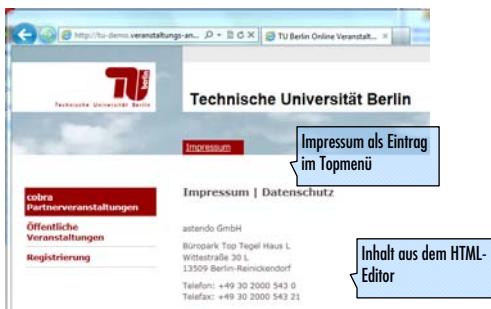 http://tu-demo.veranstaltungs-an...
TU Berlin Online Veranstalt...
berlin
Technische Universität Berlin
Technische Universität Berlin
Impressum
Impressum als Eintrag
im Topmenü
Impressum | Datenschutz
cobra
Partnerveranstaltungen
Öffentliche
Veranstaltungen
Registrierung
astendo GmbH
Büropark Top Tegel Haus L
Wittestraße 30 L
13509 Berlin-Reinickendorf
Telefon: +49 30 2000 543 0
Telefax: +49 30 2000 543 21
Inhalt aus dem HTML-
Editor